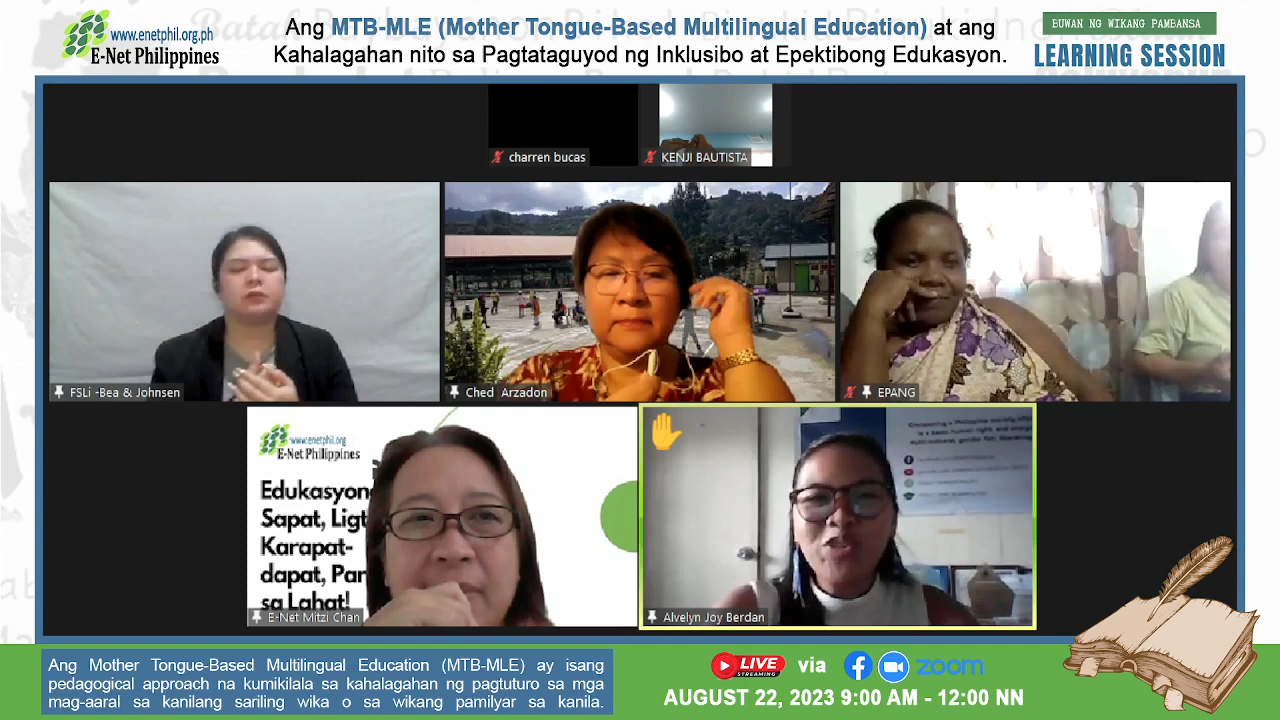 www.enetphil.org.ph
E-Net Philippines
Ang MTB-MLE (Mother Tongue-Based Multilingual Education) at ang
Kahalagahan nito sa Pagtataguyod ng Inklusibo at Epektibong Edukasyon.
BUWAN NG WIKANG PAMBANSA
LEARNING SESSION
charren bucas
KENJI BAUTISTA
FSLi -Bea & Johnsen
Ched Arzadon
EPANG
www.enetphil.org
E-Net Philippines
Edukasyon
Sapat, Ligt
Karapat-
dapat, Par
sa Lahat!
E-Net Mitzi Chan
Alvelyn Joy Berdan
Ang Mother Tongue-Based Multilingual Education (MTB-MLE) ay isang
pedagogical approach na kumikilala sa kahalagahan ng pagtuturo sa mga
mag-aaral sa kanilang sariling wika o sa wikang pamilyar sa kanila.
LIVE
STREAMING
via
zoom
AUGUST 22, 2023 9:00 AM - 12:00 NN